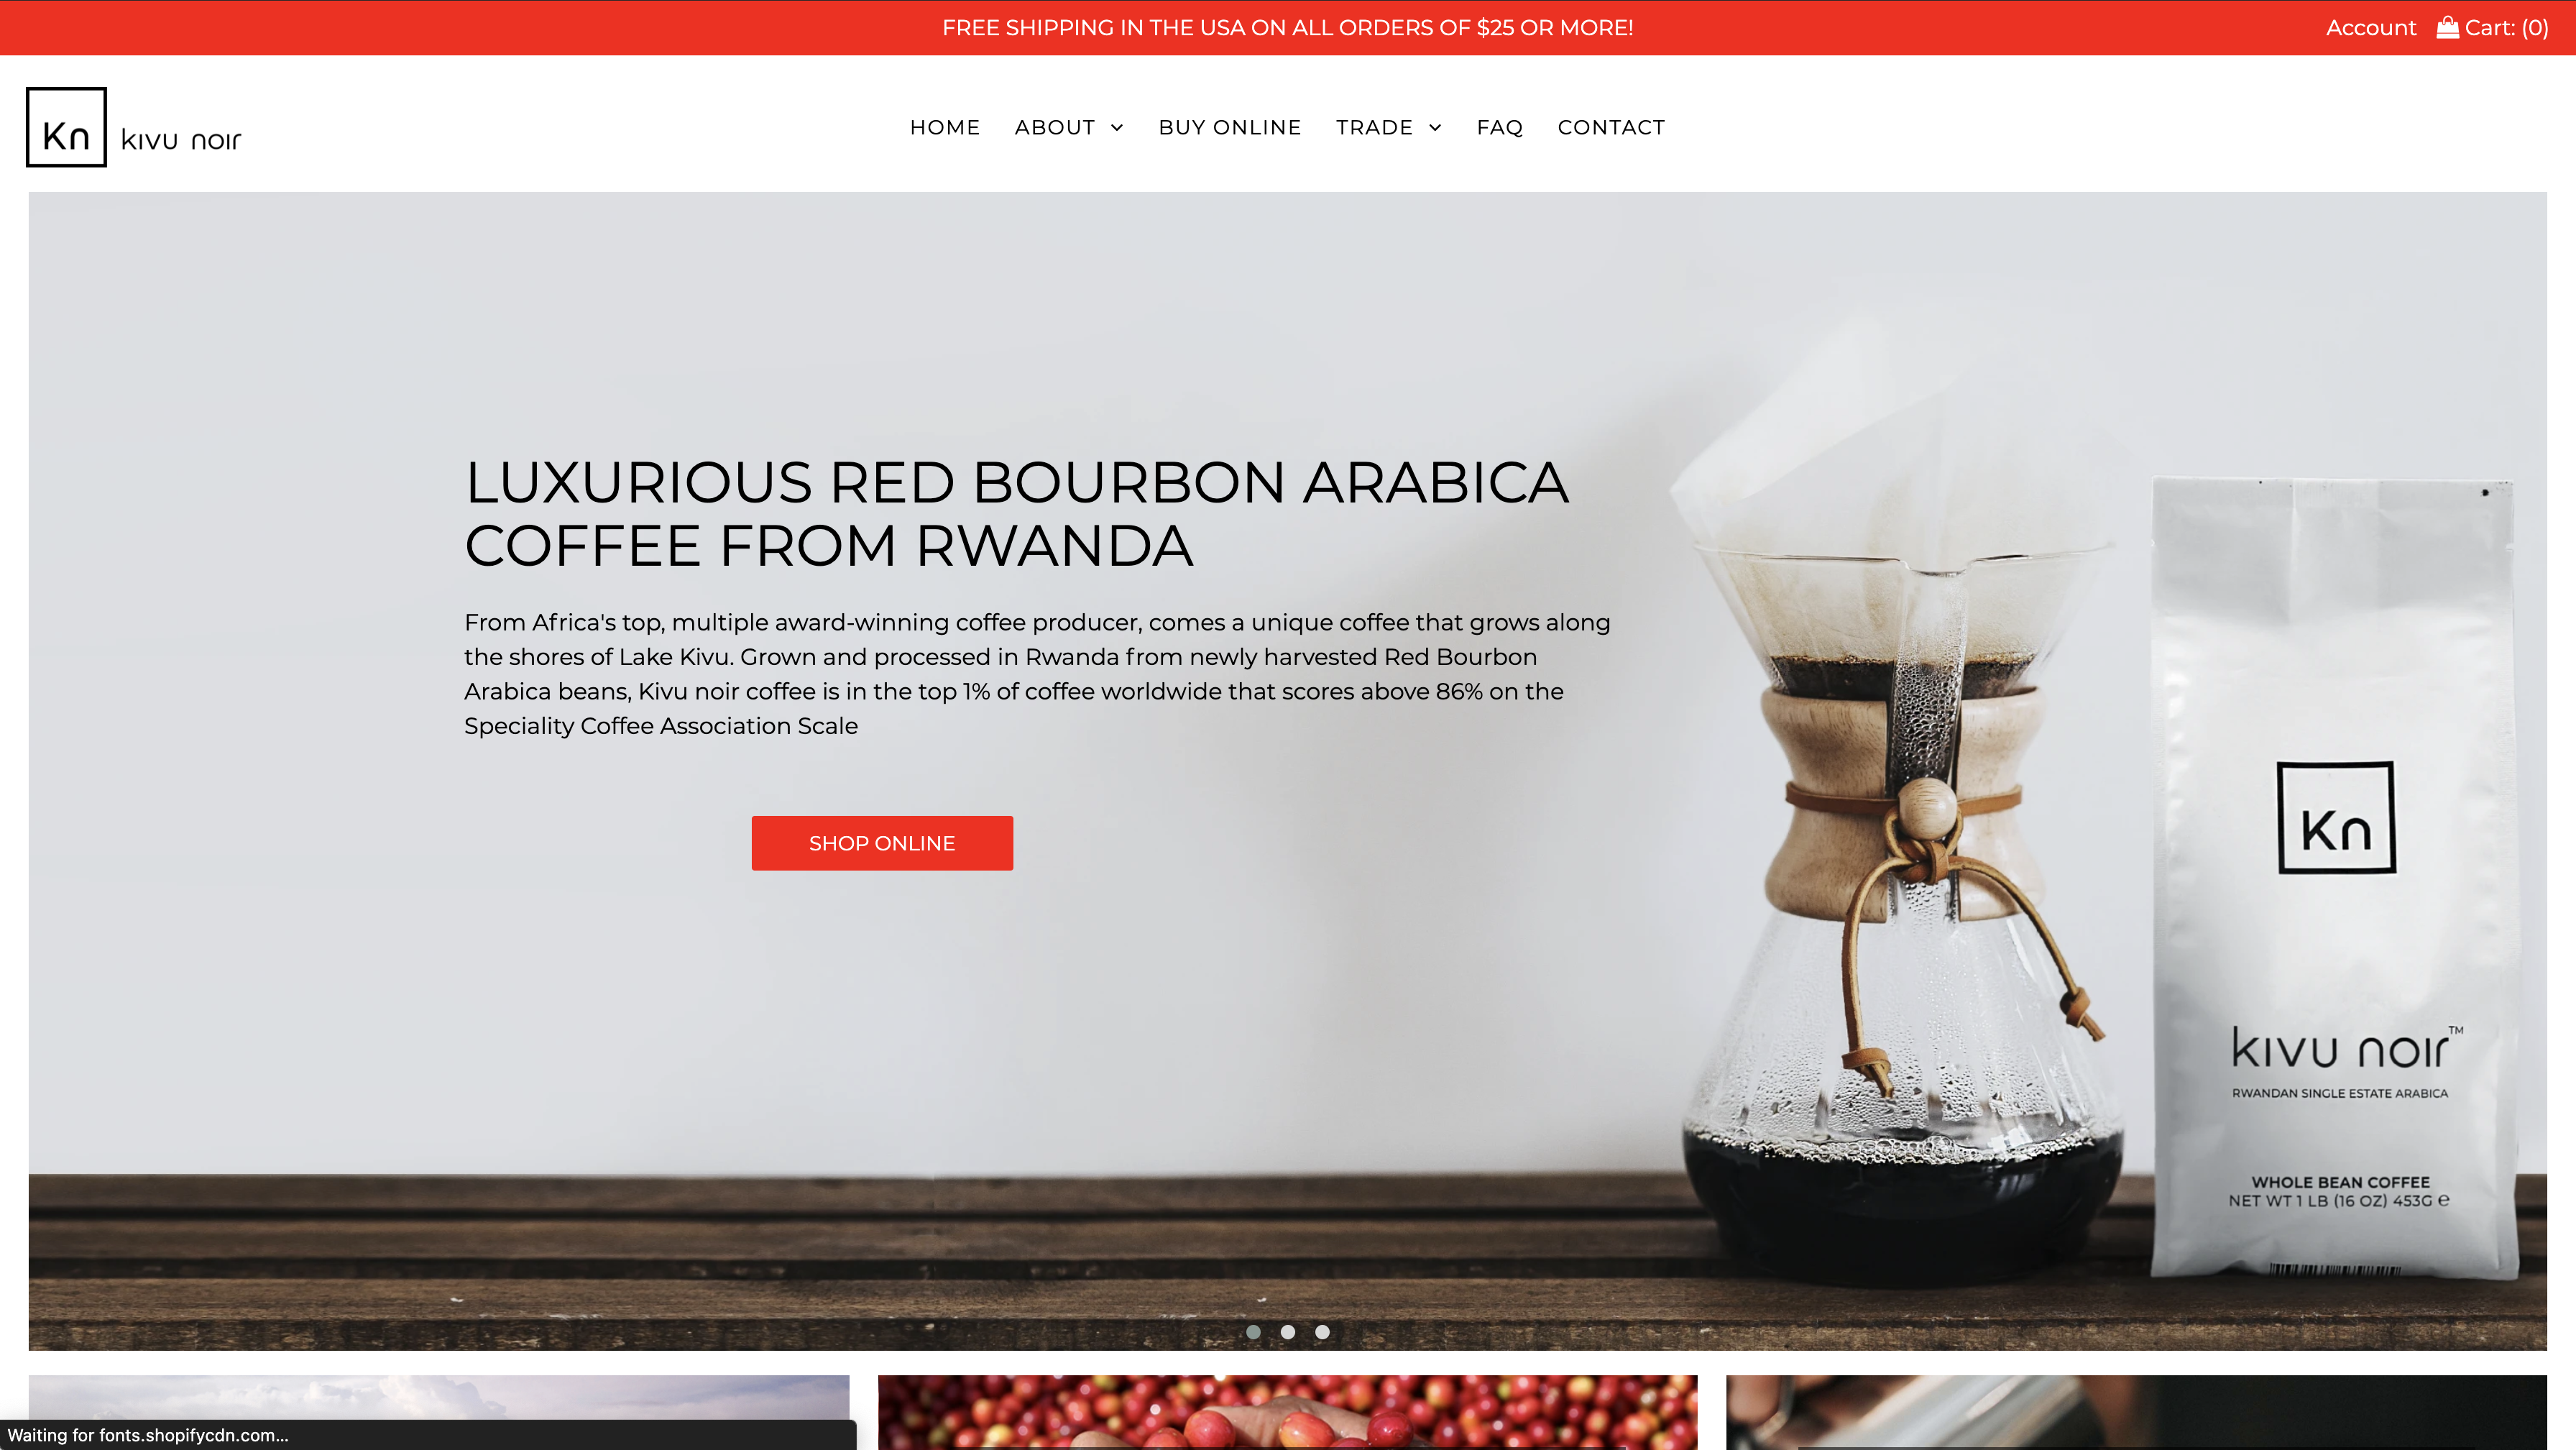 FREE SHIPPING IN THE USA ON ALL ORDERS OF $25 OR MORE!
Account Cart: (0)
Kn kivu noir
HOME ABOUT BUY ONLINE TRADE FAQ CONTACT
LUXURIOUS RED BOURBON ARABICA
COFFEE FROM RWANDA
From Africa's top, multiple award-winning coffee producer, comes a unique coffee that grows along
the shores of Lake Kivu. Grown and processed in Rwanda from newly harvested Red Bourbon
Arabica beans, Kivu noir coffee is in the top 1% of coffee worldwide that scores above 86% on the
Speciality Coffee Association Scale
SHOP ONLINE
Kn
kivu noir™
RWANDAN SINGLE ESTATE ARABICA
WHOLE BEAN COFFEE
NET WT 1 LB (16 OZ) 453G ℮
Waiting for fonts.shopifycdn.com...